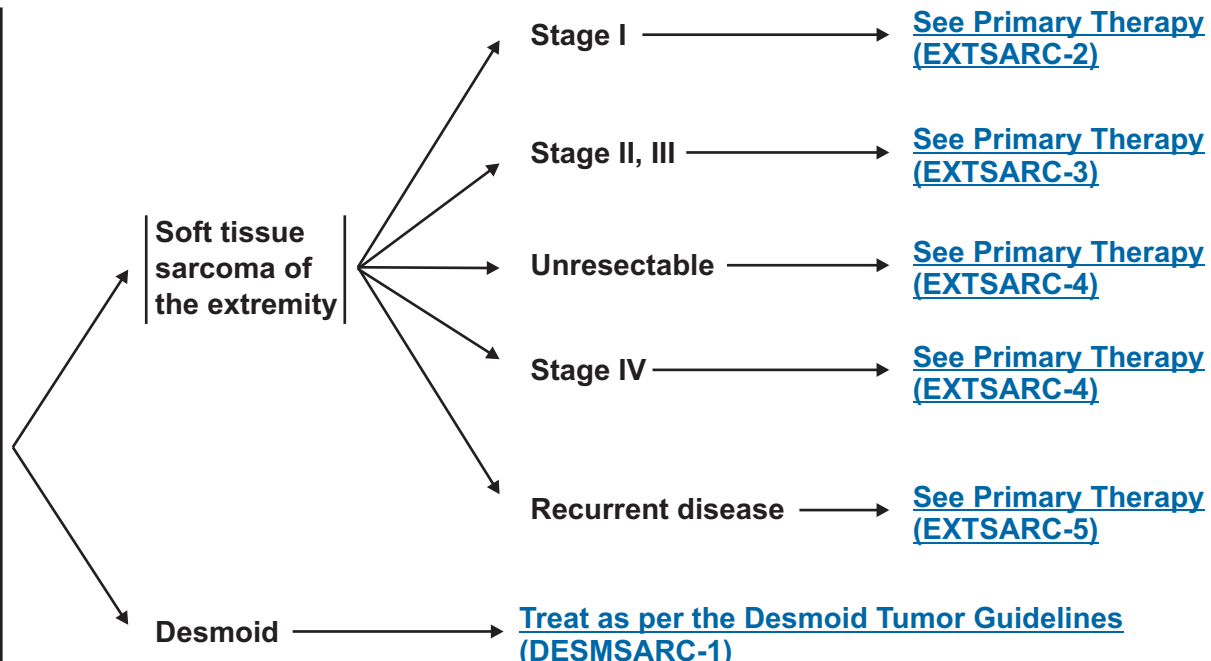 Stage I
See Primary Therapy
(EXTSARC-2)
Stage II, III
See Primary Therapy
(EXTSARC-3)
Soft tissue
sarcoma of
the extremity
Unresectable
See Primary Therapy
(EXTSARC-4)
Stage IV
See Primary Therapy
(EXTSARC-4)
Recurrent disease
See Primary Therapy
(EXTSARC-5)
Desmoid
Treat as per the Desmoid Tumor Guidelines
(DESMSARC-1)